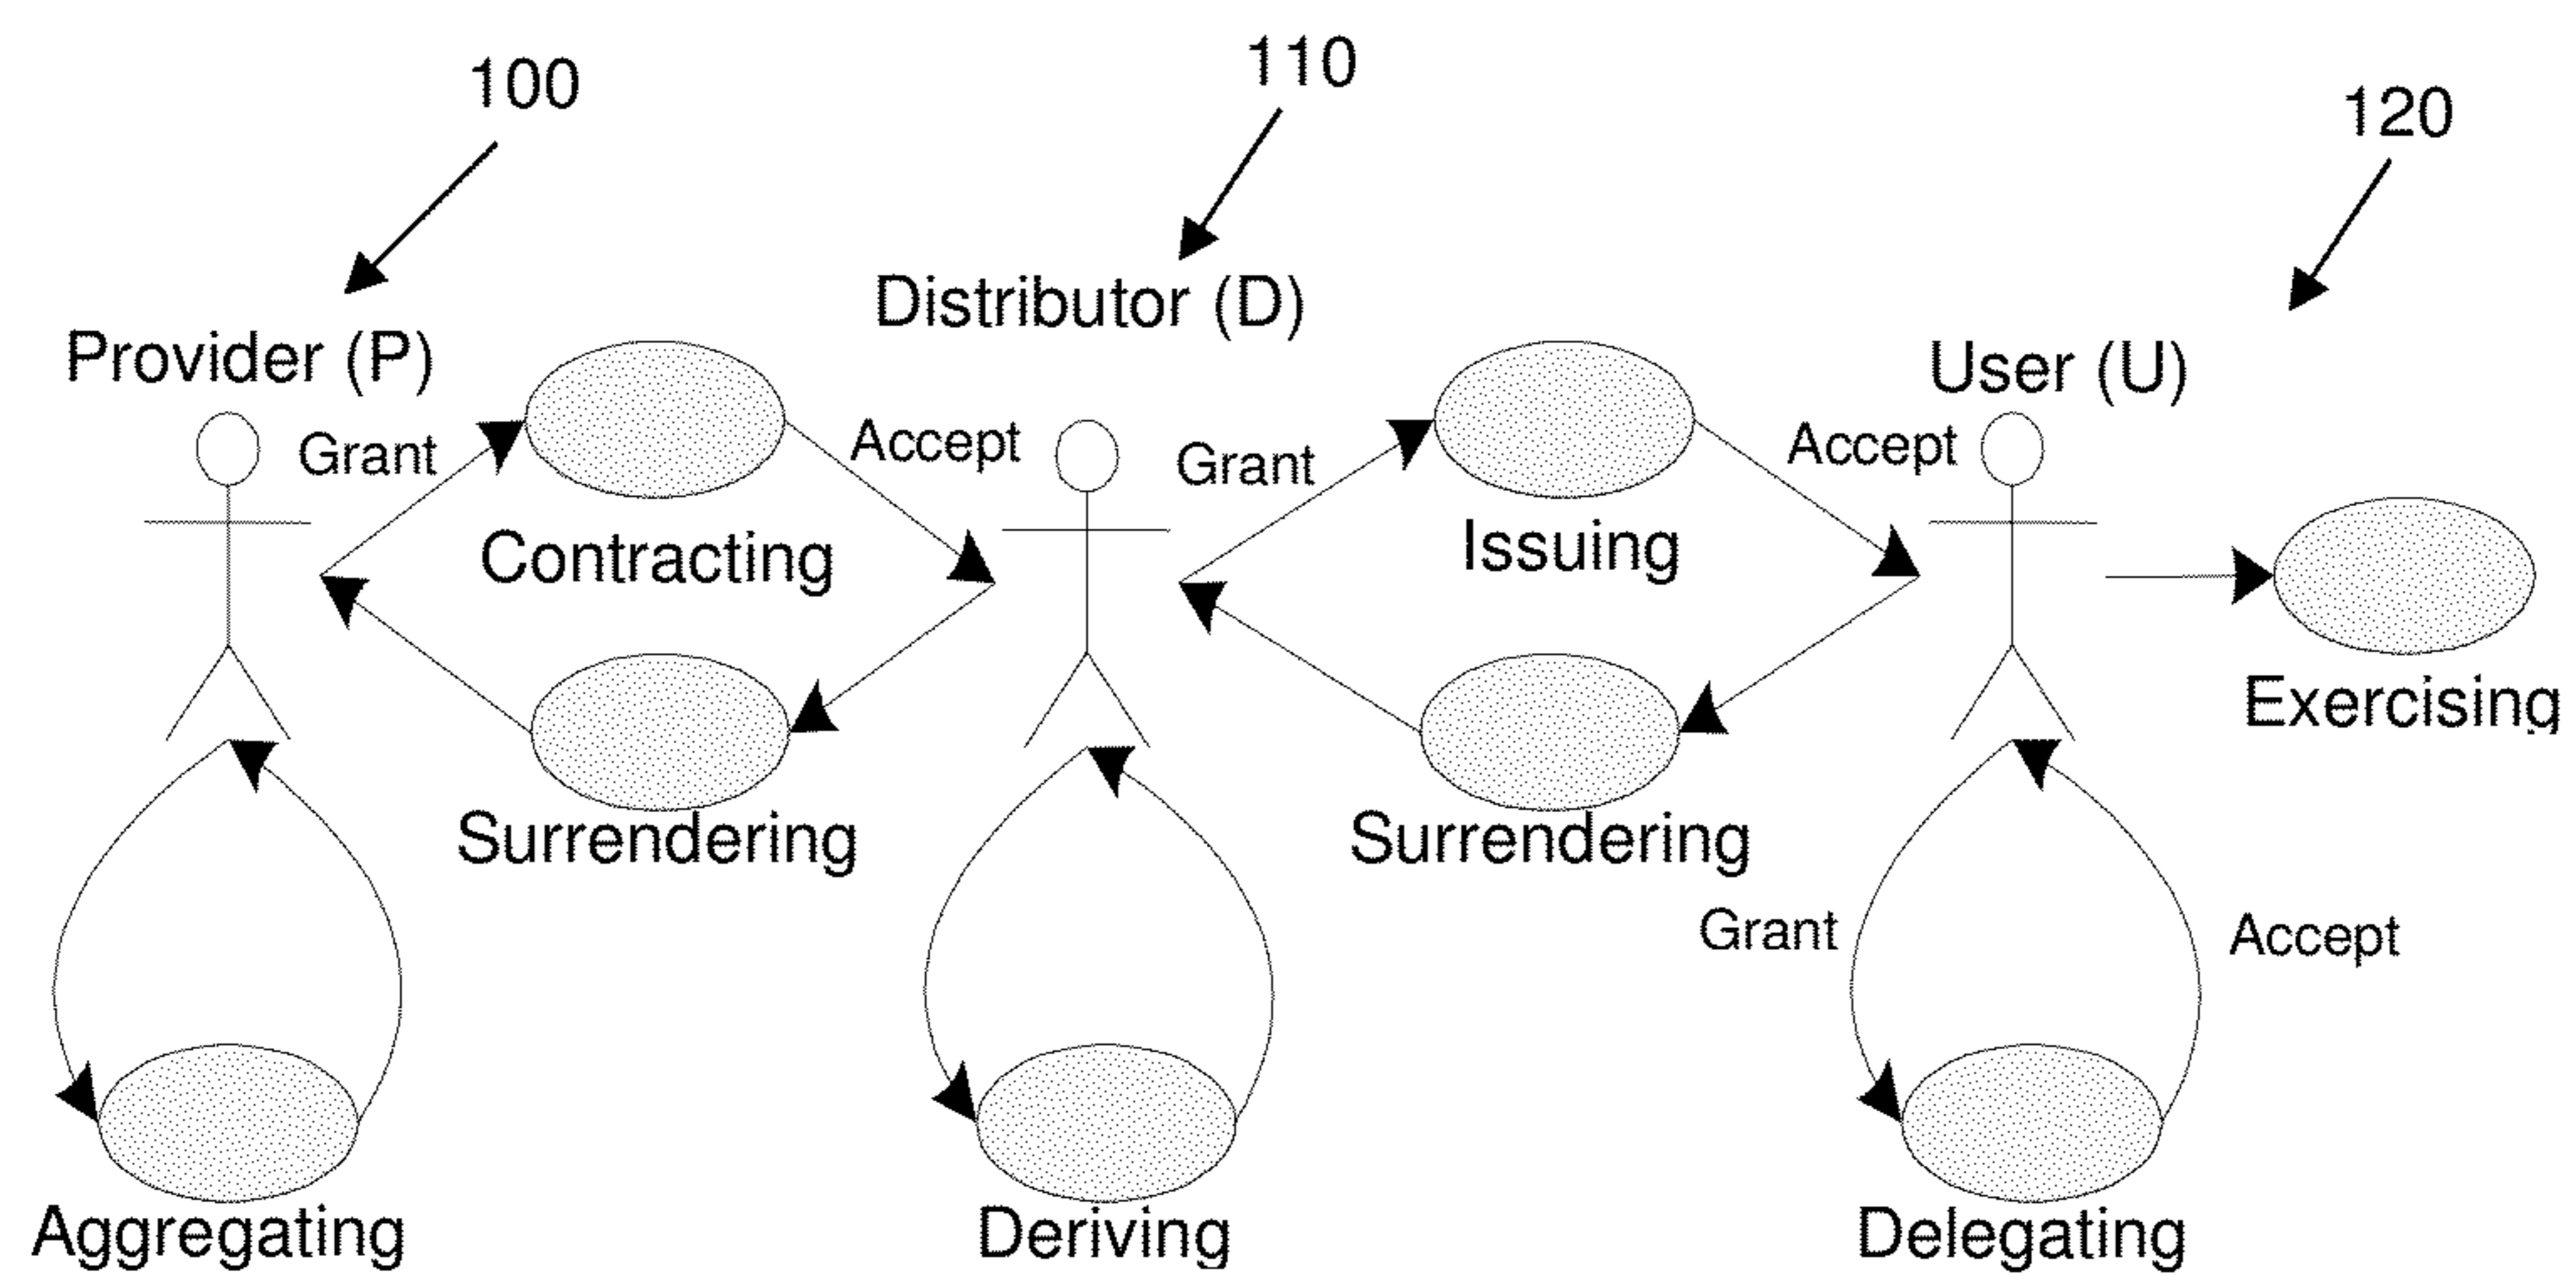 100
110
120
Provider (P)
Distributor (D)
User (U)
Grant
Accept
Grant
Accept
Contracting
Issuing
Exercising
Surrendering
Surrendering
Grant
Accept
Aggregating
Deriving
Delegating